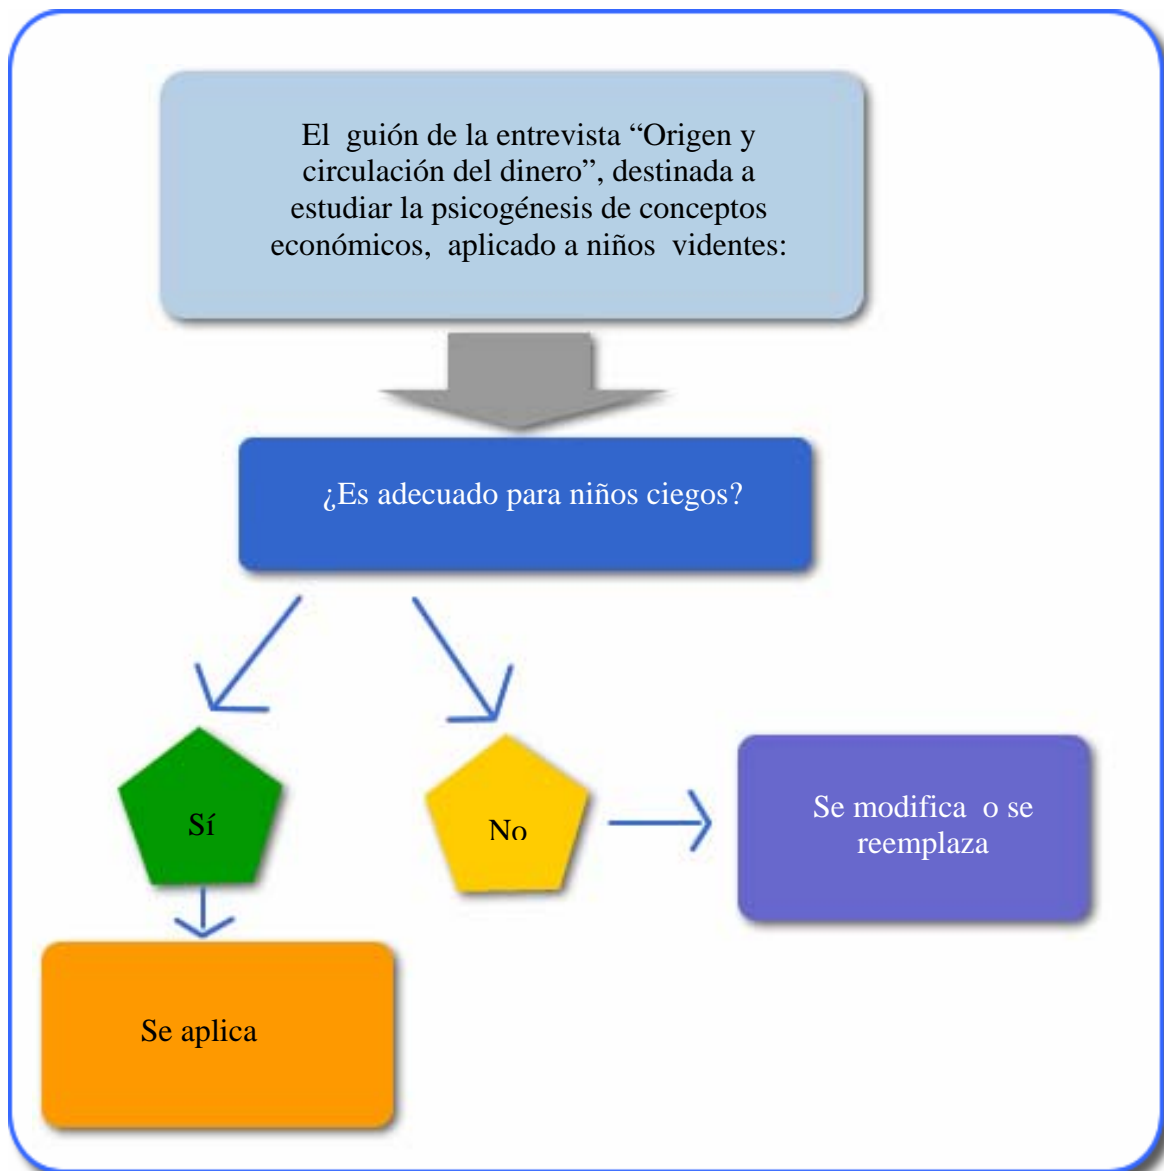 El guión de la entrevista “Origen y
circulación del dinero”, destinada a
estudiar la psicogénesis de conceptos
económicos, aplicado a niños videntes:
¿Es adecuado para niños ciegos?
Sí
No
Se modifica o se
reemplaza
Se aplica